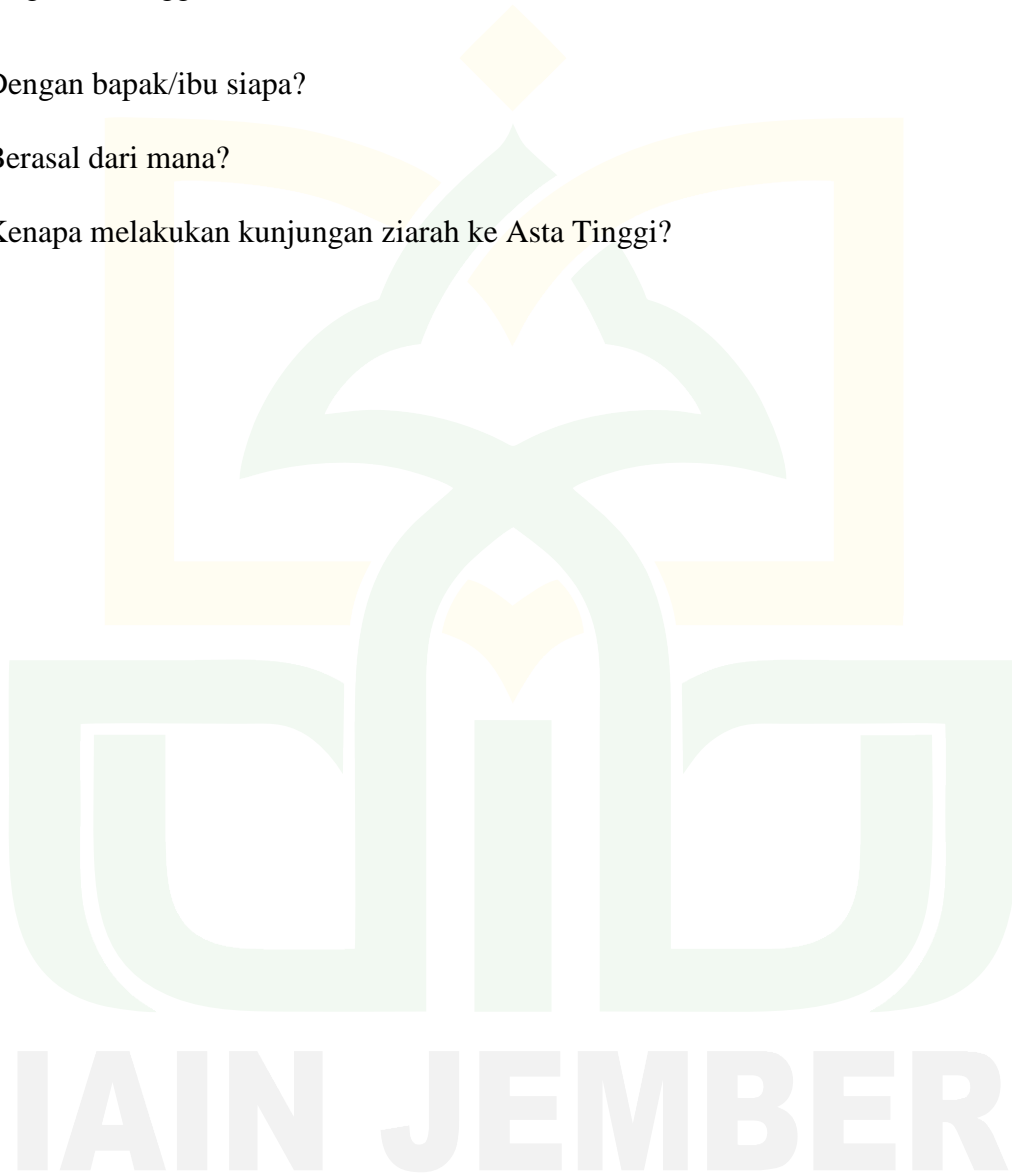 Dengan bapak/ibu siapa?
Berasal dari mana?
Kenapa melakukan kunjungan ziarah ke Asta Tinggi?
IAIN JEMBER